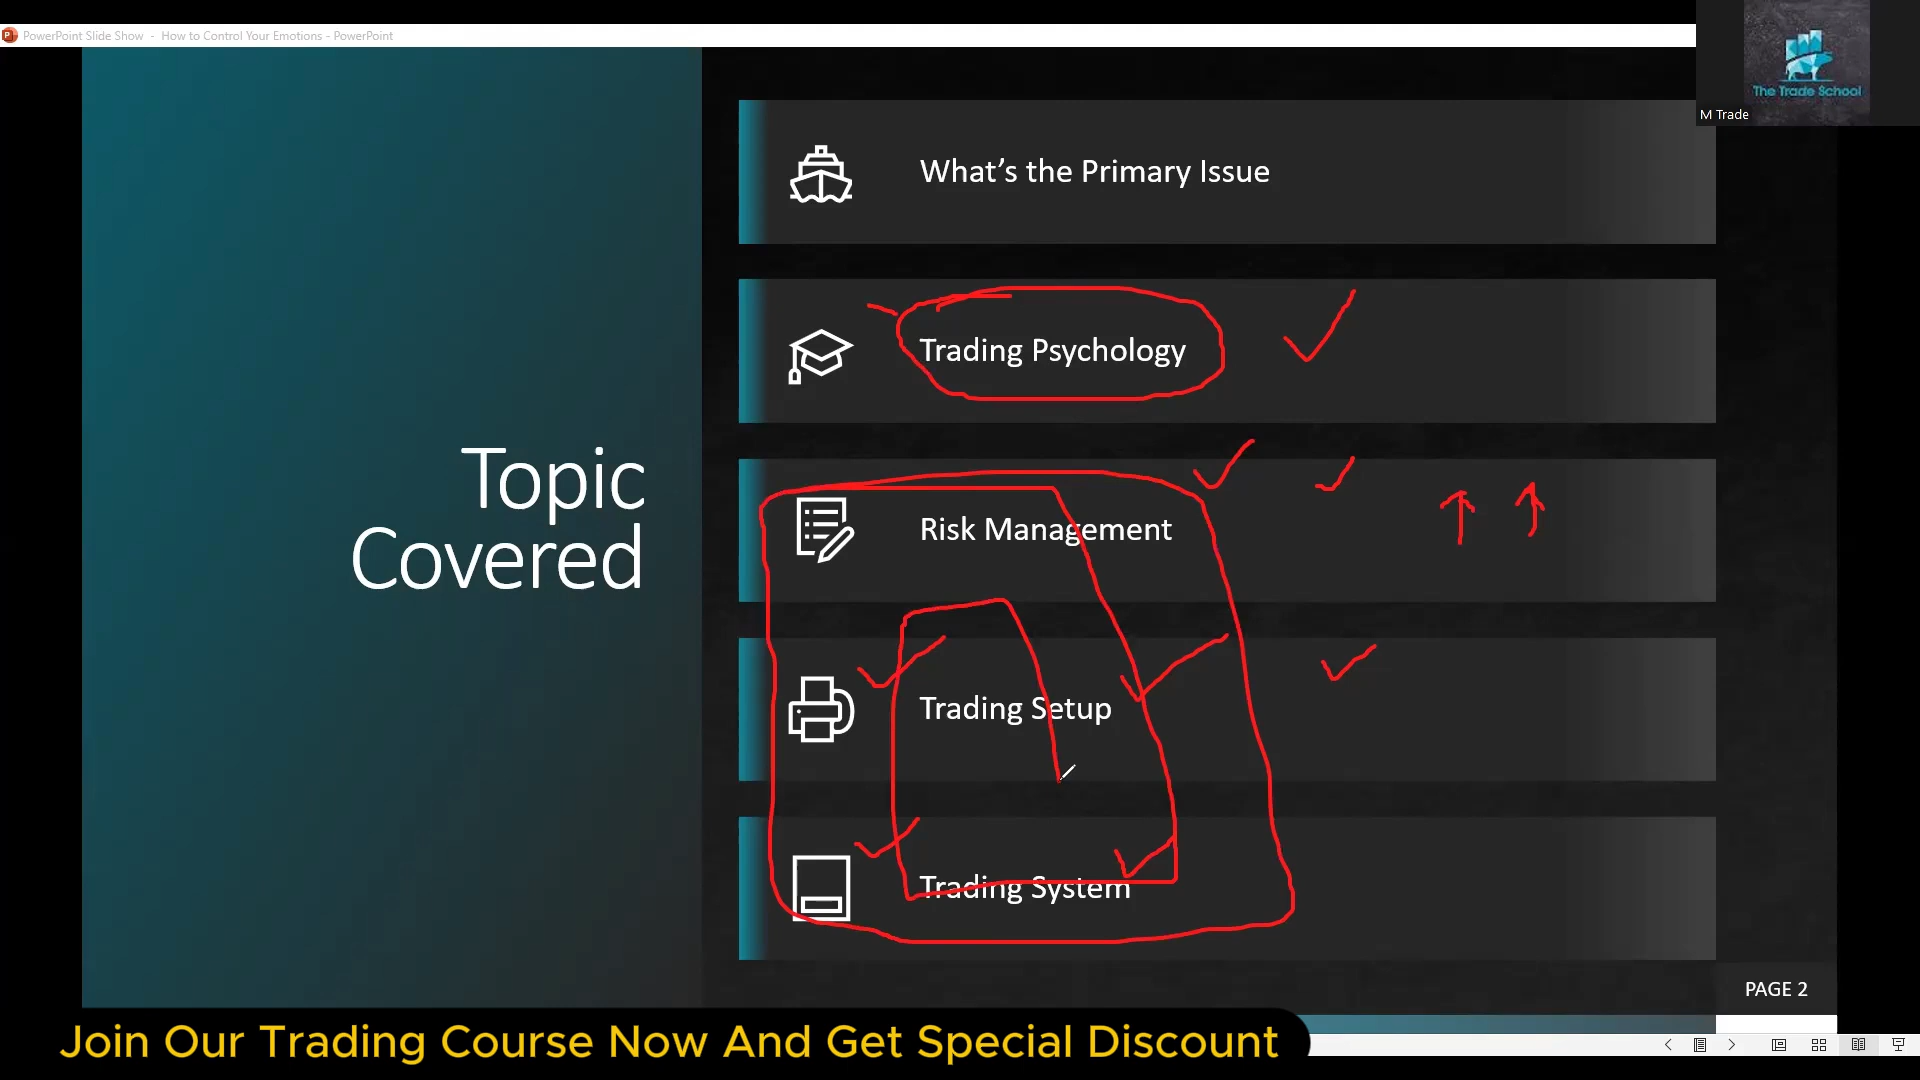 PowerPoint Slide Show - How to Control Your Emotions - PowerPoint
The Trade School
M Trade
What’s the Primary Issue
Trading Psychology
Topic
Covered
Risk Management
Trading Setup
Trading System
PAGE 2
Join Our Trading Course Now And Get Special Discount